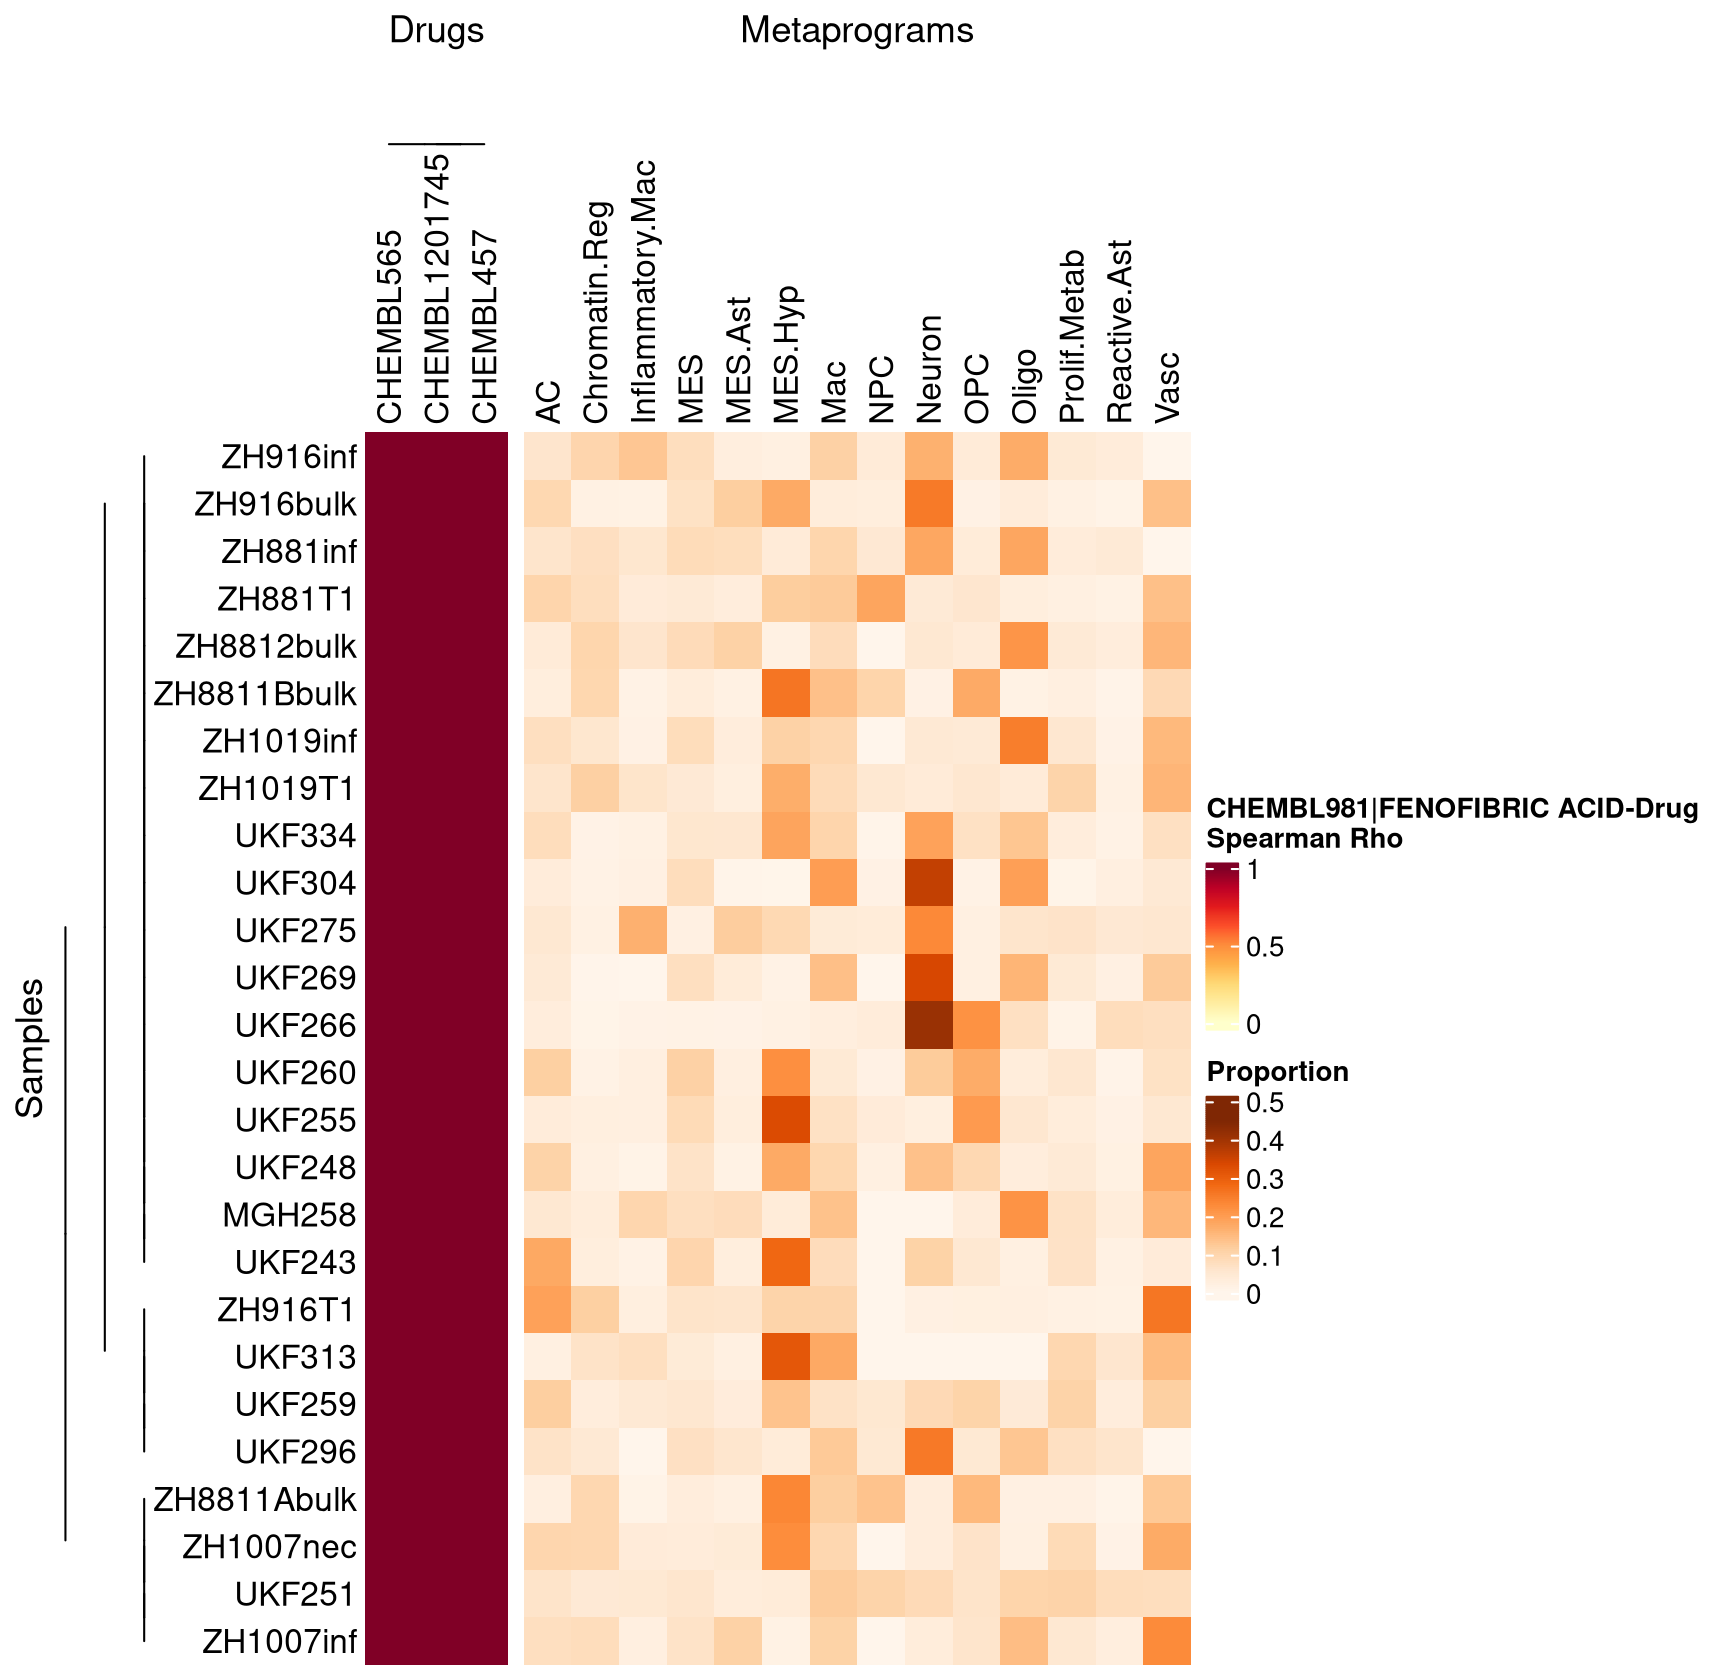 Drugs
Metaprograms
CHEMBL565
CHEMBL1201745
CHEMBL457
AC
Chromatin.Reg
Inflammatory.Mac
MES
MES.Ast
MES.Hyp
Mac
NPC
Neuron
OPC
Oligo
Prolif.Metab
Reactive.Ast
Vasc
Samples
ZH916inf
ZH916bulk
ZH881inf
ZH881T1
ZH8812bulk
ZH8811Bbulk
ZH1019inf
ZH1019T1
UKF334
UKF304
UKF275
UKF269
UKF266
UKF260
UKF255
UKF248
MGH258
UKF243
ZH916T1
UKF313
UKF259
UKF296
ZH8811Abulk
ZH1007nec
UKF251
ZH1007inf
CHEMBL981|FENOFIBRIC ACID-Drug
Spearman Rho
1
0.5
0
Proportion
0.5
0.4
0.3
0.2
0.1
0